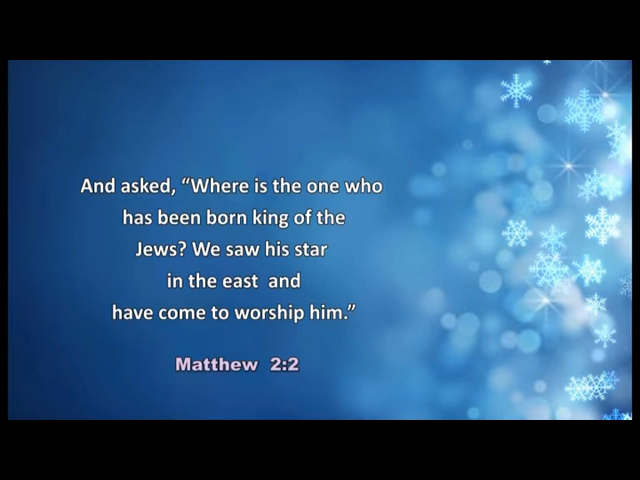 And asked, “Where is the one who
has been born king of the
Jews? We saw his star
in the east  and
have come to worship him.”
Matthew  2:2